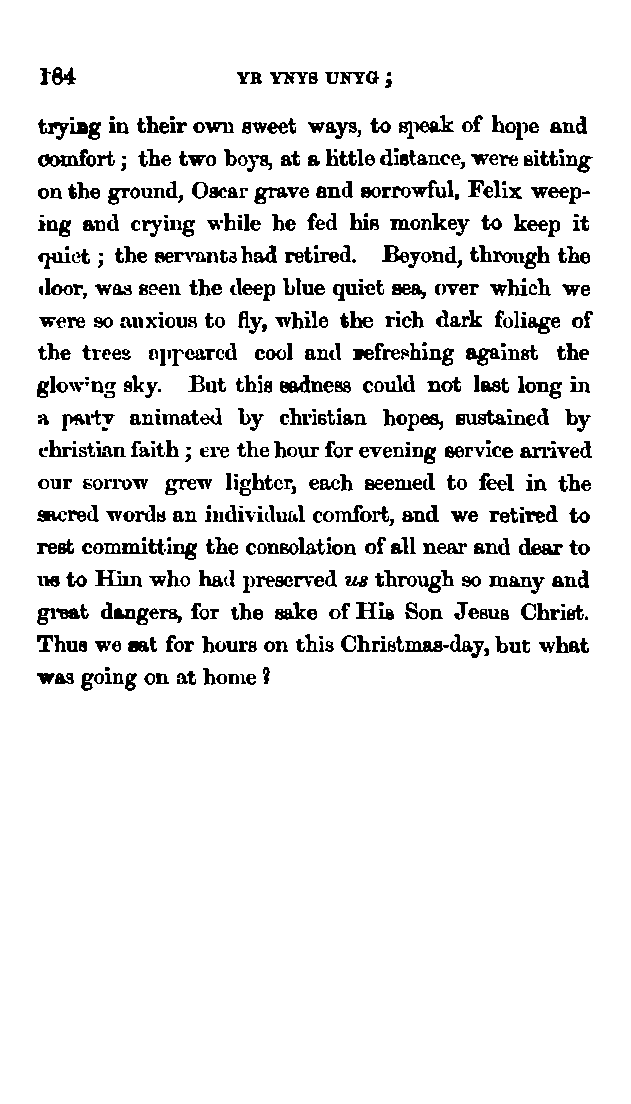 184 YR YNYS UNYG ;
trying in their own sweet ways, to speak of hope and
comfort ; the two boys, at a little distance, were sitting
on the ground, Oscar grave and sorrowful, Felix weep-
ing and crying while he fed his monkey to keep it
quiet ; the servants had retired. Beyond, through the
door, was seen the deep blue quiet sea, over which we
were so anxious to fly, while the rich dark foliage of
the trees appeared cool and refreshing against the
glowing sky. But this sadness could not last long in
a party animated by christian hopes, sustained by
christian faith ; ere the hour for evening service arrived
our sorrow grew lighter, each seemed to feel in the
sacred words an individual comfort, and we retired to
rest committing the consolation of all near and dear to
us to Him who had preserved us through so many and
great dangers, for the sake of His Son Jesus Christ.
Thus we sat for hours on this Christmas-day, but what
was going on at home ?